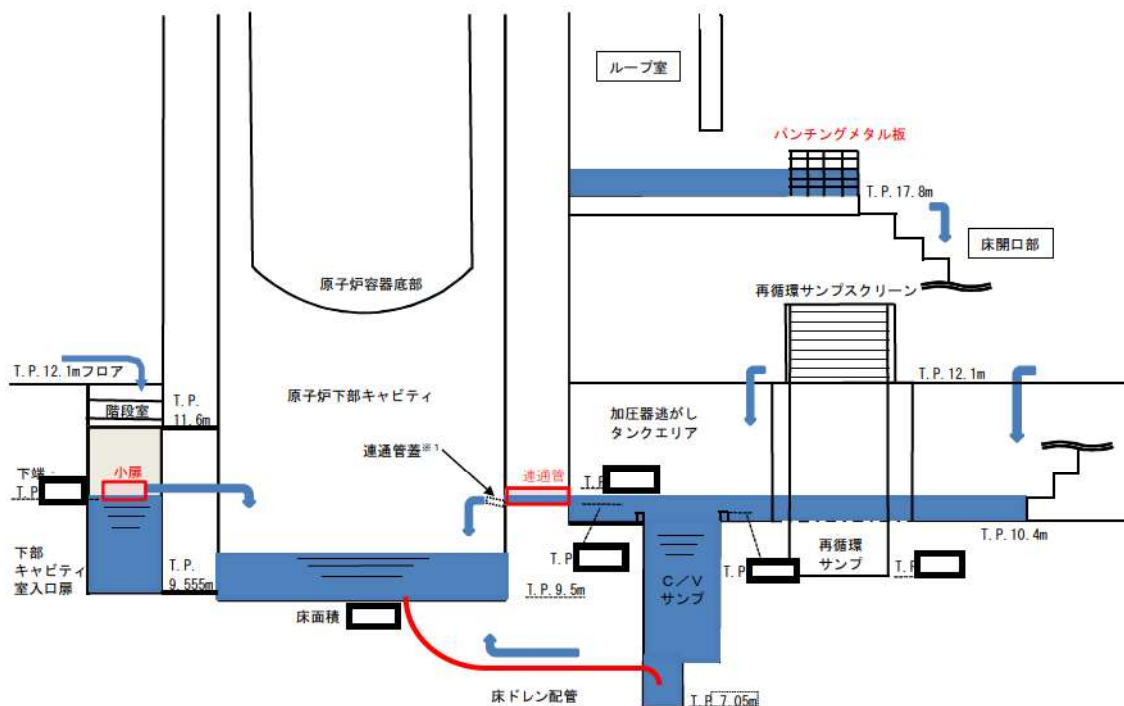 ループ室
パンチングメタル板
T.P.17.8m
床開口部
再循環サンプスクリーン
原子炉容器底部
T.P.12.1mフロア
T.P.12.1m
階段室
T.P.
11.6m
原子炉下部キャビティ
加圧器逃がし
タンクエリア
連通管蓋※1
連通管
下端
T.P
小扉
T.P
T.P.10.4m
下部
キャビティ
室入口扉
T.P.
9.555m
T.P
T.P.9.5m
C/V
サンプ
T.P
再循環
サンプ
T.P
床面積
床ドレン配管
T.P.7.05m